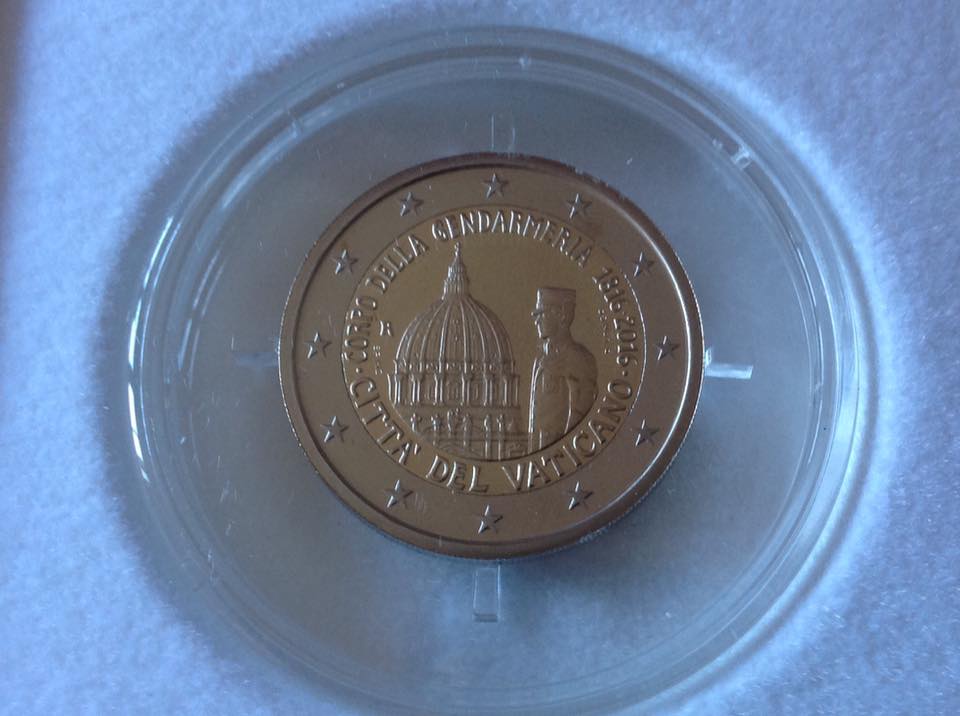 · CORPO DELLA GENDARMERIA 1816·2016 ·
R
CITTA' DEL VATICANO